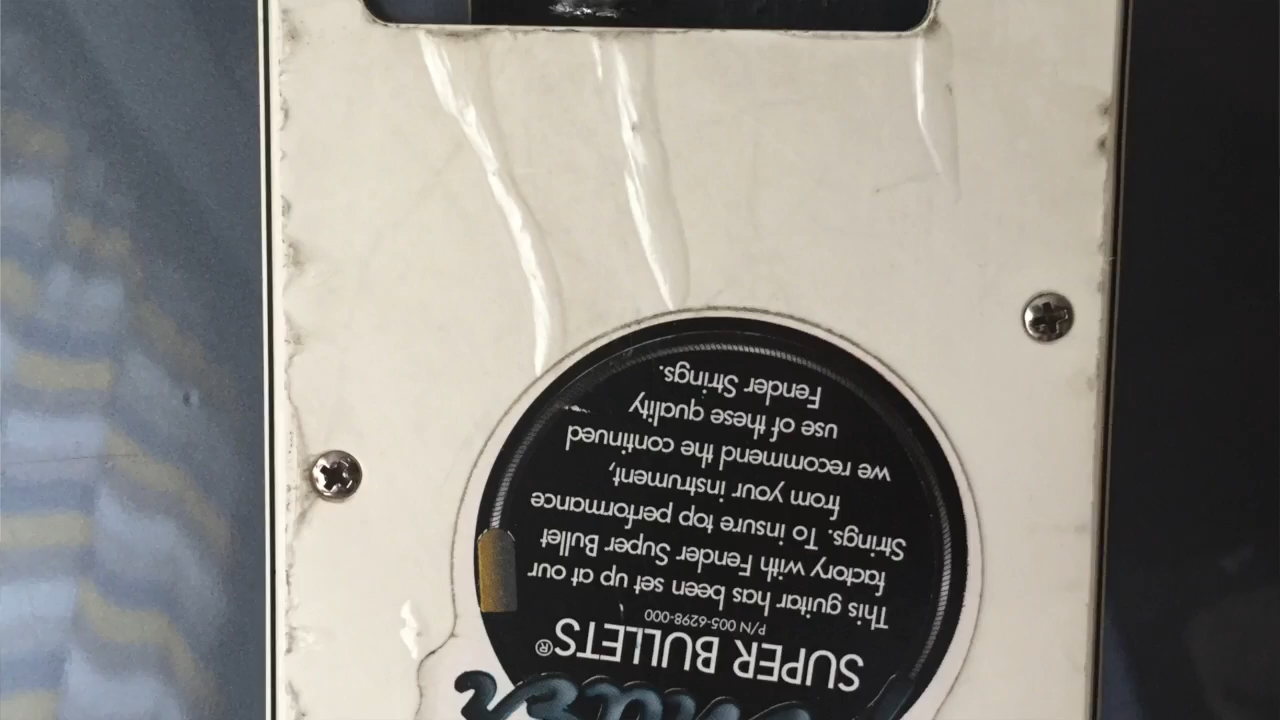 SUPER BULLETS®
P/N 005-6298-000
This guitar has been set up at our
factory with Fender Super Bullet
Strings. To insure top performance
from your instrument,
we recommend the continued
use of these quality
Fender Strings.